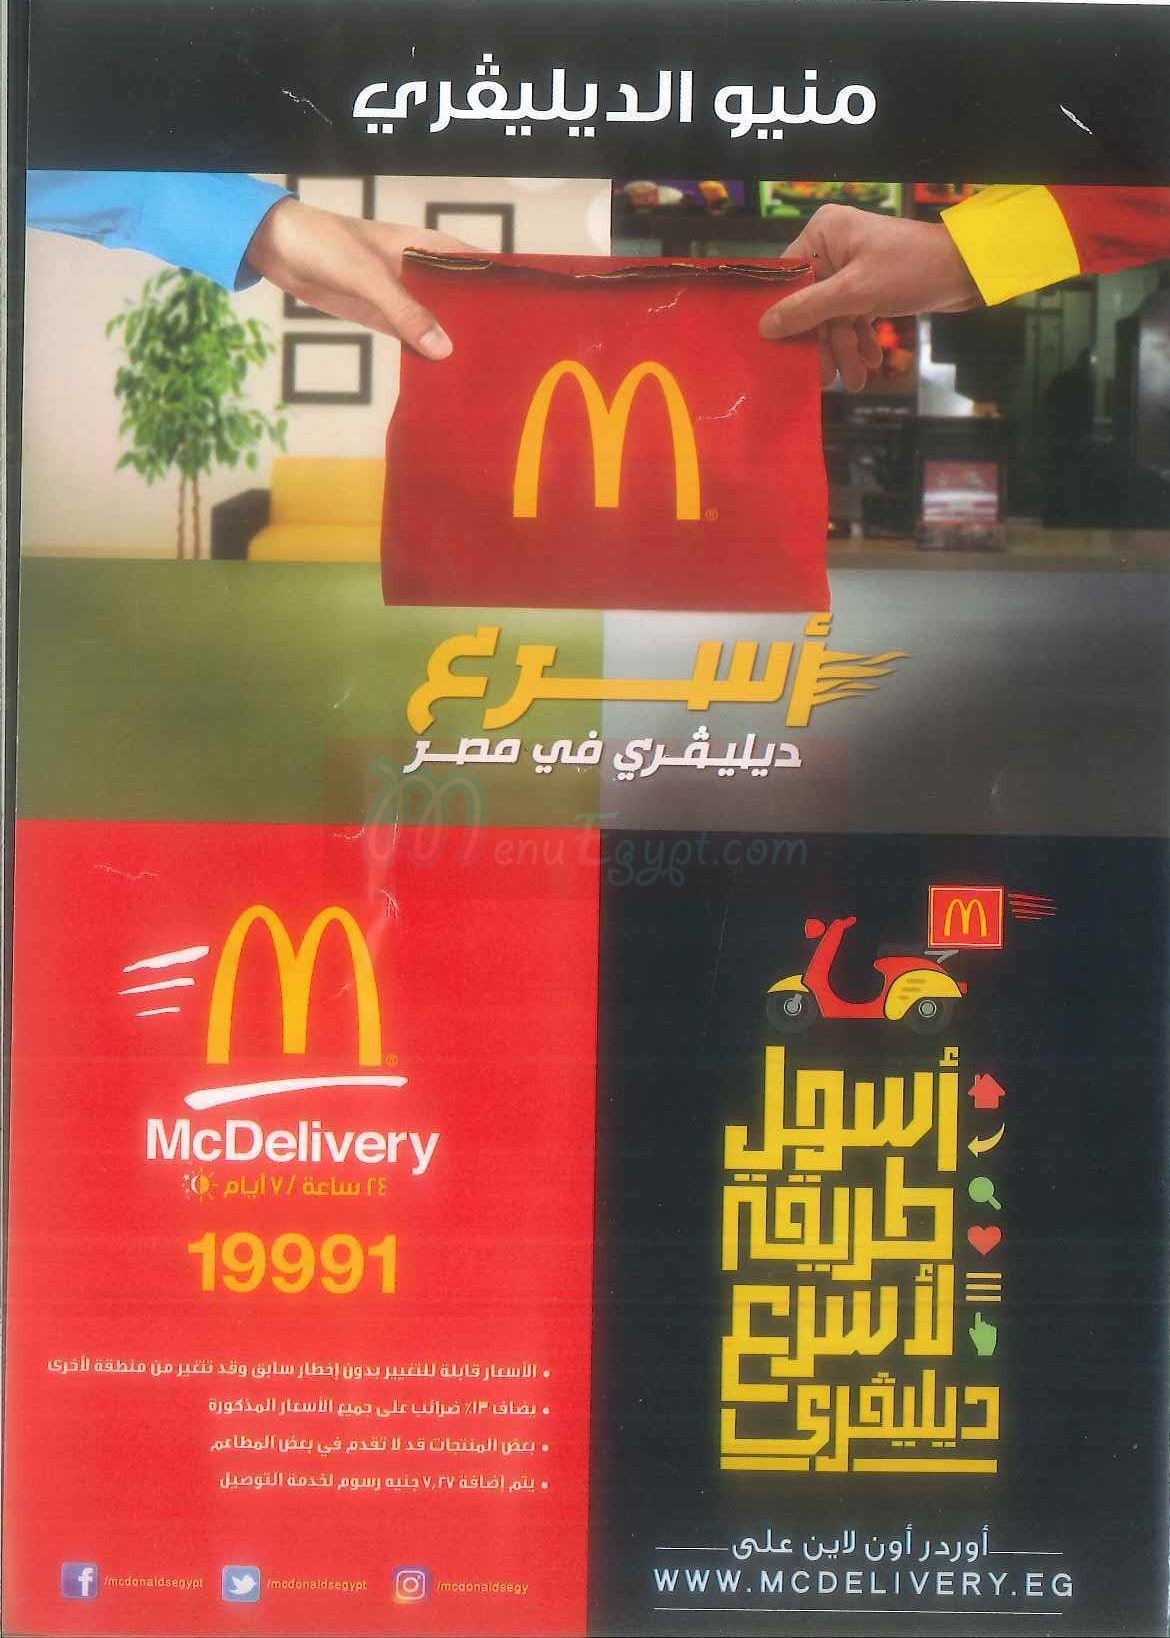 منيو الديليڤري
أسرع
ديليڤري في مصر
MenuEgypt.com
McDelivery
٢٤ ساعة / ٧ أيام
19991
• الأسعار قابلة للتغيير بدون إخطار سابق وقد تتغير من منطقة لأخرى
• يضاف ١٣٪ ضرائب على جميع الأسعار المذكورة
• بعض المنتجات قد لا تقدم في بعض المطاعم
• يتم إضافة ٧,٢٧ جنيه رسوم لخدمة التوصيل
/mcdonaldsegypt
/mcdonaldsegypt
/mcdonaldsegy
أسهل
طريقة
لأسرع
ديليڤري
أوردر أون لاين على
WWW.MCDELIVERY.EG